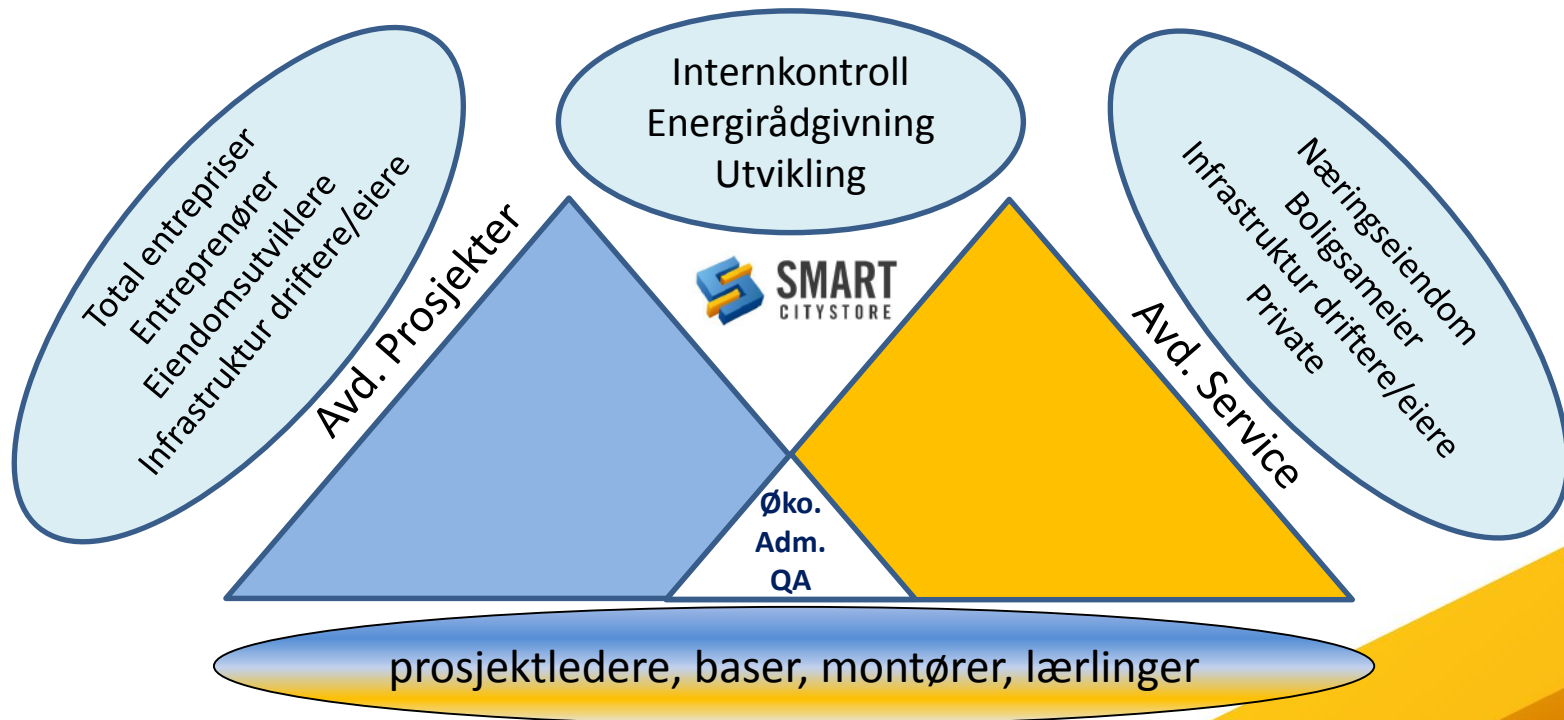 Internkontroll
Energirådgivning
Utvikling
Total entrepriser
Entreprenører
Eiendomsutviklere
Infrastruktur driftere/eiere
Avd. Prosjekter
SMART
CITYSTORE
Næringseiendom
Boligsameier
Infrastruktur driftere/eiere
Private
Avd. Service
Øko.
Adm.
QA
prosjektledere, baser, montører, lærlinger